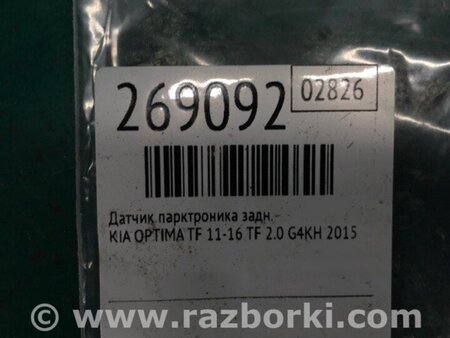 269092
02826
Датчик парктроника задн.
KIA OPTIMA TF 11-16 TF 2.0 G4KH 2015
© www.razborki.com